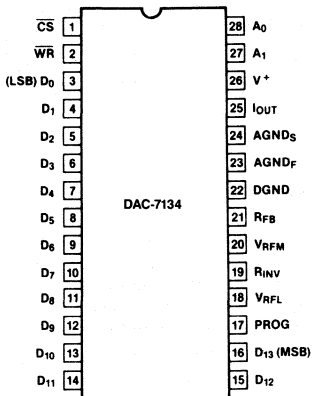 C̅S̅ 1 28 A0
W̅R̅ 2 27 A1
(LSB) D0 3 26 V+
D1 4 25 IOUT
D2 5 24 AGNDS
D3 6 23 AGNDF
D4 7 22 DGND
DAC-7134
D5 8 21 RFB
D6 9 20 VRFM
D7 10 19 RINV
D8 11 18 VRFL
D9 12 17 PROG
D10 13 16 D13 (MSB)
D11 14 15 D12